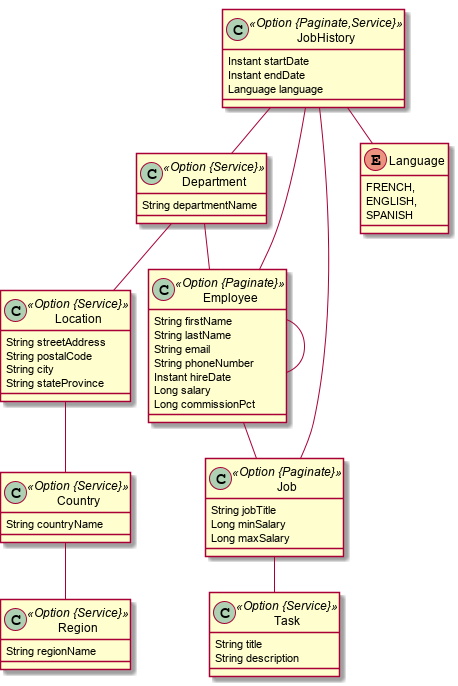 C «Option {Paginate,Service}»
JobHistory
Instant startDate
Instant endDate
Language language
C «Option {Service}»
Department
String departmentName
E Language
FRENCH,
ENGLISH,
SPANISH
C «Option {Service}»
Location
String streetAddress
String postalCode
String city
String stateProvince
C «Option {Paginate}»
Employee
String firstName
String lastName
String email
String phoneNumber
Instant hireDate
Long salary
Long commissionPct
C «Option {Service}»
Country
String countryName
C «Option {Paginate}»
Job
String jobTitle
Long minSalary
Long maxSalary
C «Option {Service}»
Region
String regionName
C «Option {Service}»
Task
String title
String description